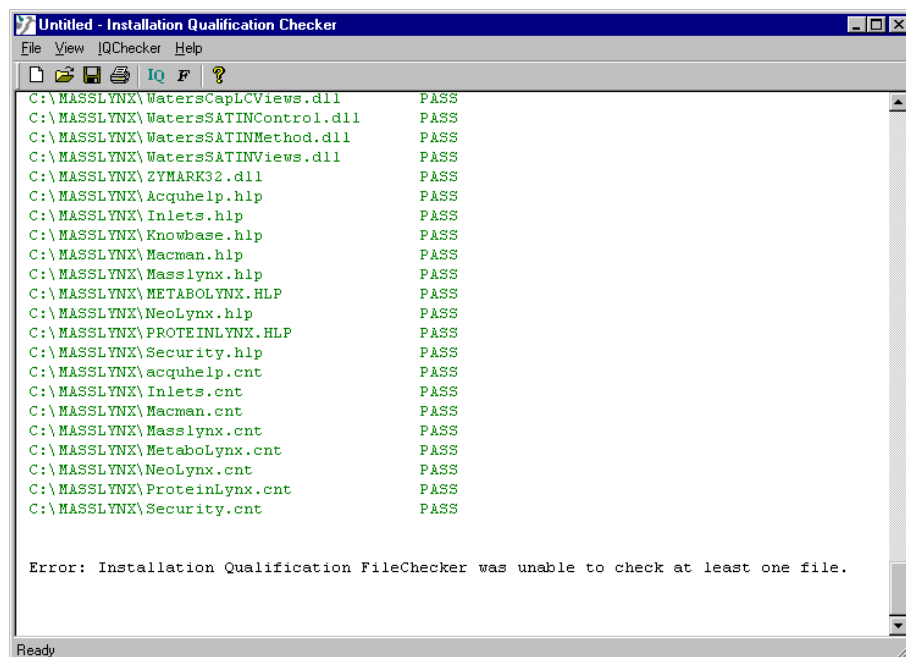 Untitled - Installation Qualification Checker
File View IQChecker Help
IQ F ?
C:\MASSLYNX\WatersCapLCViews.dll PASS
C:\MASSLYNX\WatersSATINControl.dll PASS
C:\MASSLYNX\WatersSATINMethod.dll PASS
C:\MASSLYNX\WatersSATINViews.dll PASS
C:\MASSLYNX\ZYMARK32.dll PASS
C:\MASSLYNX\Acquhelp.hlp PASS
C:\MASSLYNX\Inlets.hlp PASS
C:\MASSLYNX\Knowbase.hlp PASS
C:\MASSLYNX\Macman.hlp PASS
C:\MASSLYNX\Masslynx.hlp PASS
C:\MASSLYNX\METABOLYNX.HLP PASS
C:\MASSLYNX\NeoLynx.hlp PASS
C:\MASSLYNX\PROTEINLYNX.HLP PASS
C:\MASSLYNX\Security.hlp PASS
C:\MASSLYNX\acquhelp.cnt PASS
C:\MASSLYNX\Inlets.cnt PASS
C:\MASSLYNX\Macman.cnt PASS
C:\MASSLYNX\Masslynx.cnt PASS
C:\MASSLYNX\MetaboLynx.cnt PASS
C:\MASSLYNX\NeoLynx.cnt PASS
C:\MASSLYNX\ProteinLynx.cnt PASS
C:\MASSLYNX\Security.cnt PASS
Error: Installation Qualification FileChecker was unable to check at least one file.
Ready